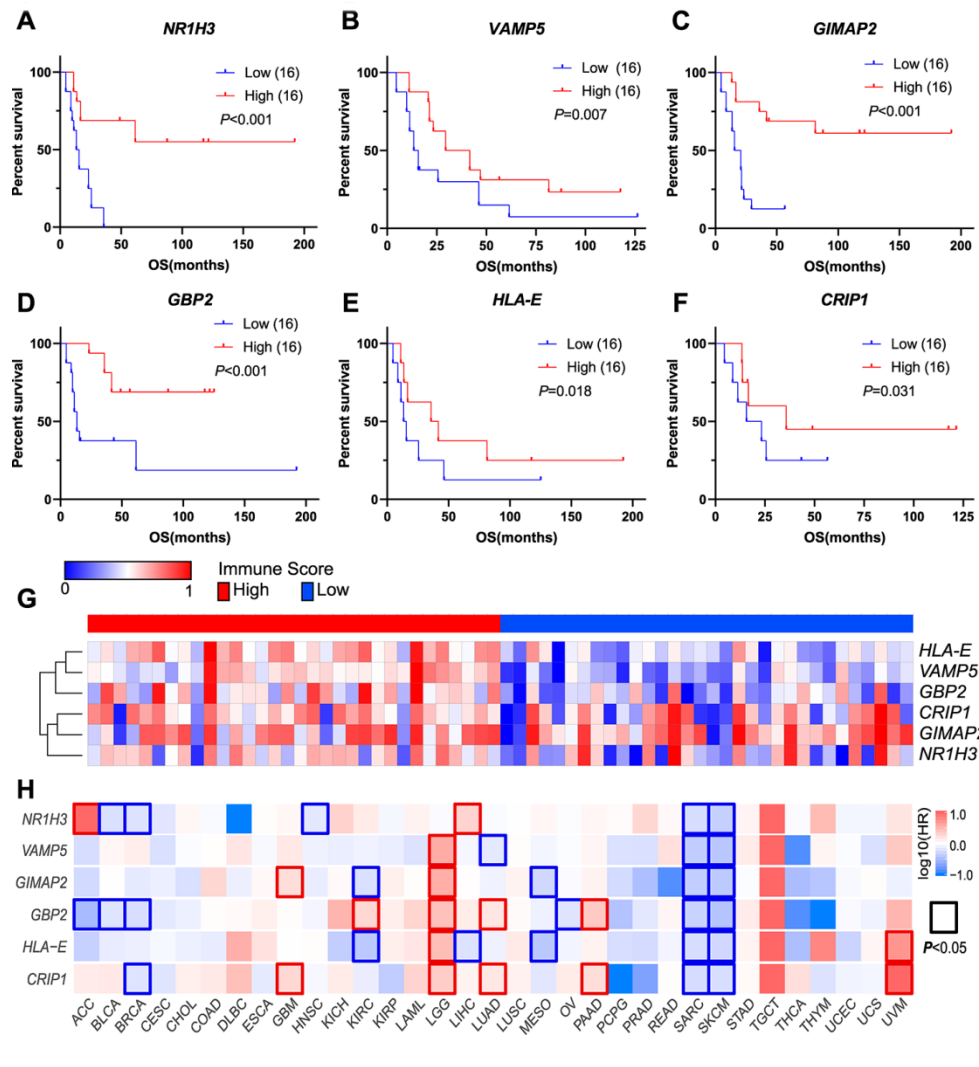 A
NR1H3
Low (16)
High (16)
P<0.001
Percent survival
100
50
0
0 50 100 150 200
OS(months)
B
VAMP5
Low (16)
High (16)
P=0.007
Percent survival
100
50
0
0 25 50 75 100 125
OS(months)
C
GIMAP2
Low (16)
High (16)
P<0.001
Percent survival
100
50
0
0 50 100 150 200
OS(months)
D
GBP2
Low (16)
High (16)
P<0.001
Percent survival
100
50
0
0 50 100 150 200
OS(months)
E
HLA-E
Low (16)
High (16)
P=0.018
Percent survival
100
50
0
0 50 100 150 200
OS(months)
F
CRIP1
Low (16)
High (16)
P=0.031
Percent survival
100
50
0
0 25 50 75 100 125
OS(months)
0 1
Immune Score
High Low
G
HLA-E
VAMP5
GBP2
CRIP1
GIMAP2
NR1H3
H
NR1H3
VAMP5
GIMAP2
GBP2
HLA−E
CRIP1
ACC BLCA BRCA CESC CHOL COAD DLBC ESCA GBM HNSC KICH KIRC KIRP LAML LGG LIHC LUAD LUSC MESO OV PAAD PCPG PRAD READ SARC SKCM STAD TGCT THCA THYM UCEC UCS UVM
log10(HR)
1.0
0.5
0.0
−0.5
−1.0
P<0.05